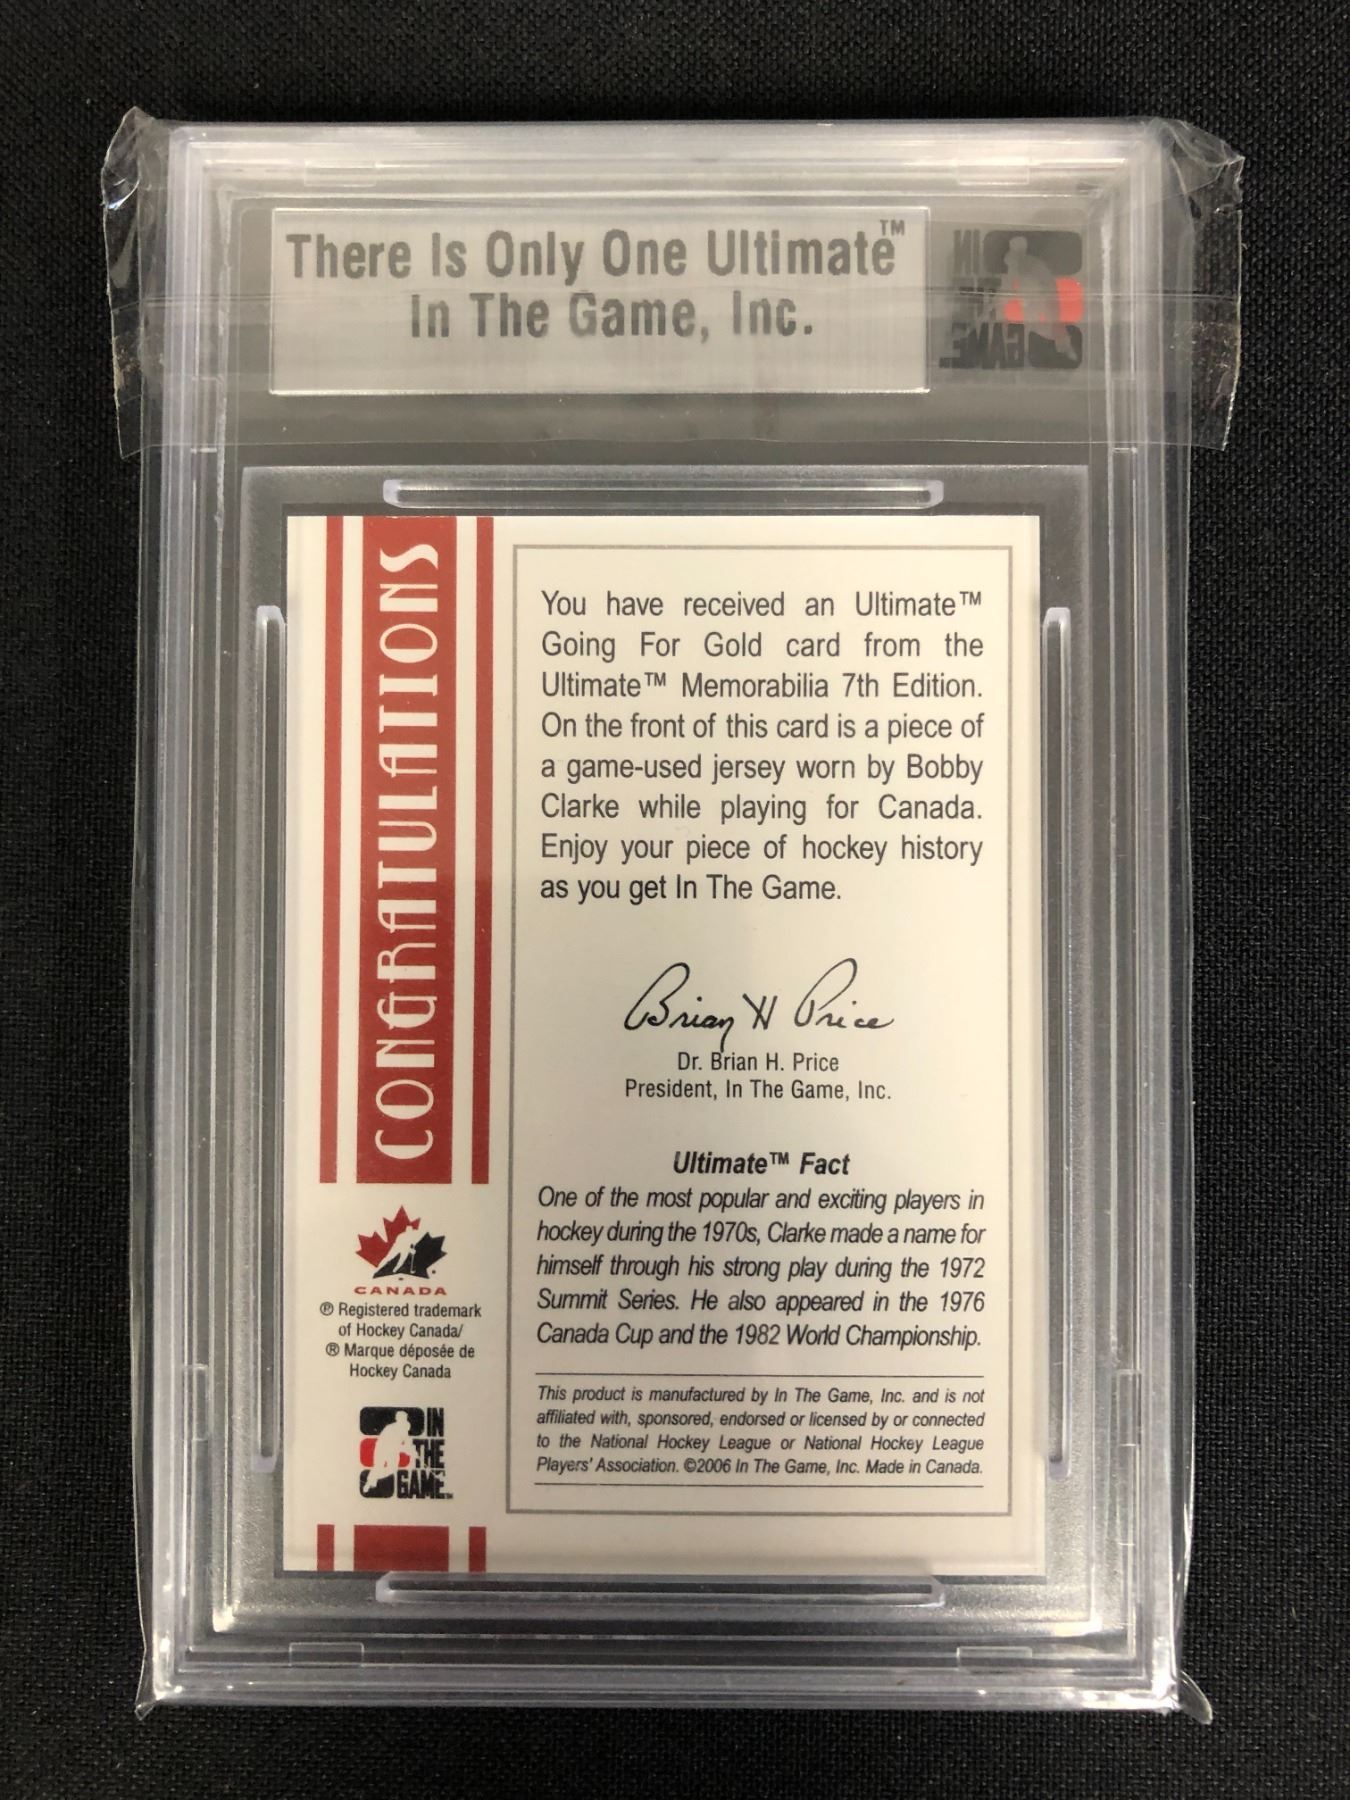 There Is Only One Ultimate™
In The Game, Inc.
IN
THE
GAME™
CONGRATULATIONS
You have received an Ultimate™
Going For Gold card from the
Ultimate™ Memorabilia 7th Edition.
On the front of this card is a piece of
a game-used jersey worn by Bobby
Clarke while playing for Canada.
Enjoy your piece of hockey history
as you get In The Game.
Brian H Price
Dr. Brian H. Price
President, In The Game, Inc.
Ultimate™ Fact
One of the most popular and exciting players in
hockey during the 1970s, Clarke made a name for
himself through his strong play during the 1972
Summit Series. He also appeared in the 1976
Canada Cup and the 1982 World Championship.
This product is manufactured by In The Game, Inc. and is not
affiliated with, sponsored, endorsed or licensed by or connected
to the National Hockey League or National Hockey League
Players' Association. ©2006 In The Game, Inc. Made in Canada.
CANADA
® Registered trademark
of Hockey Canada/
® Marque déposée de
Hockey Canada
IN
THE
GAME™